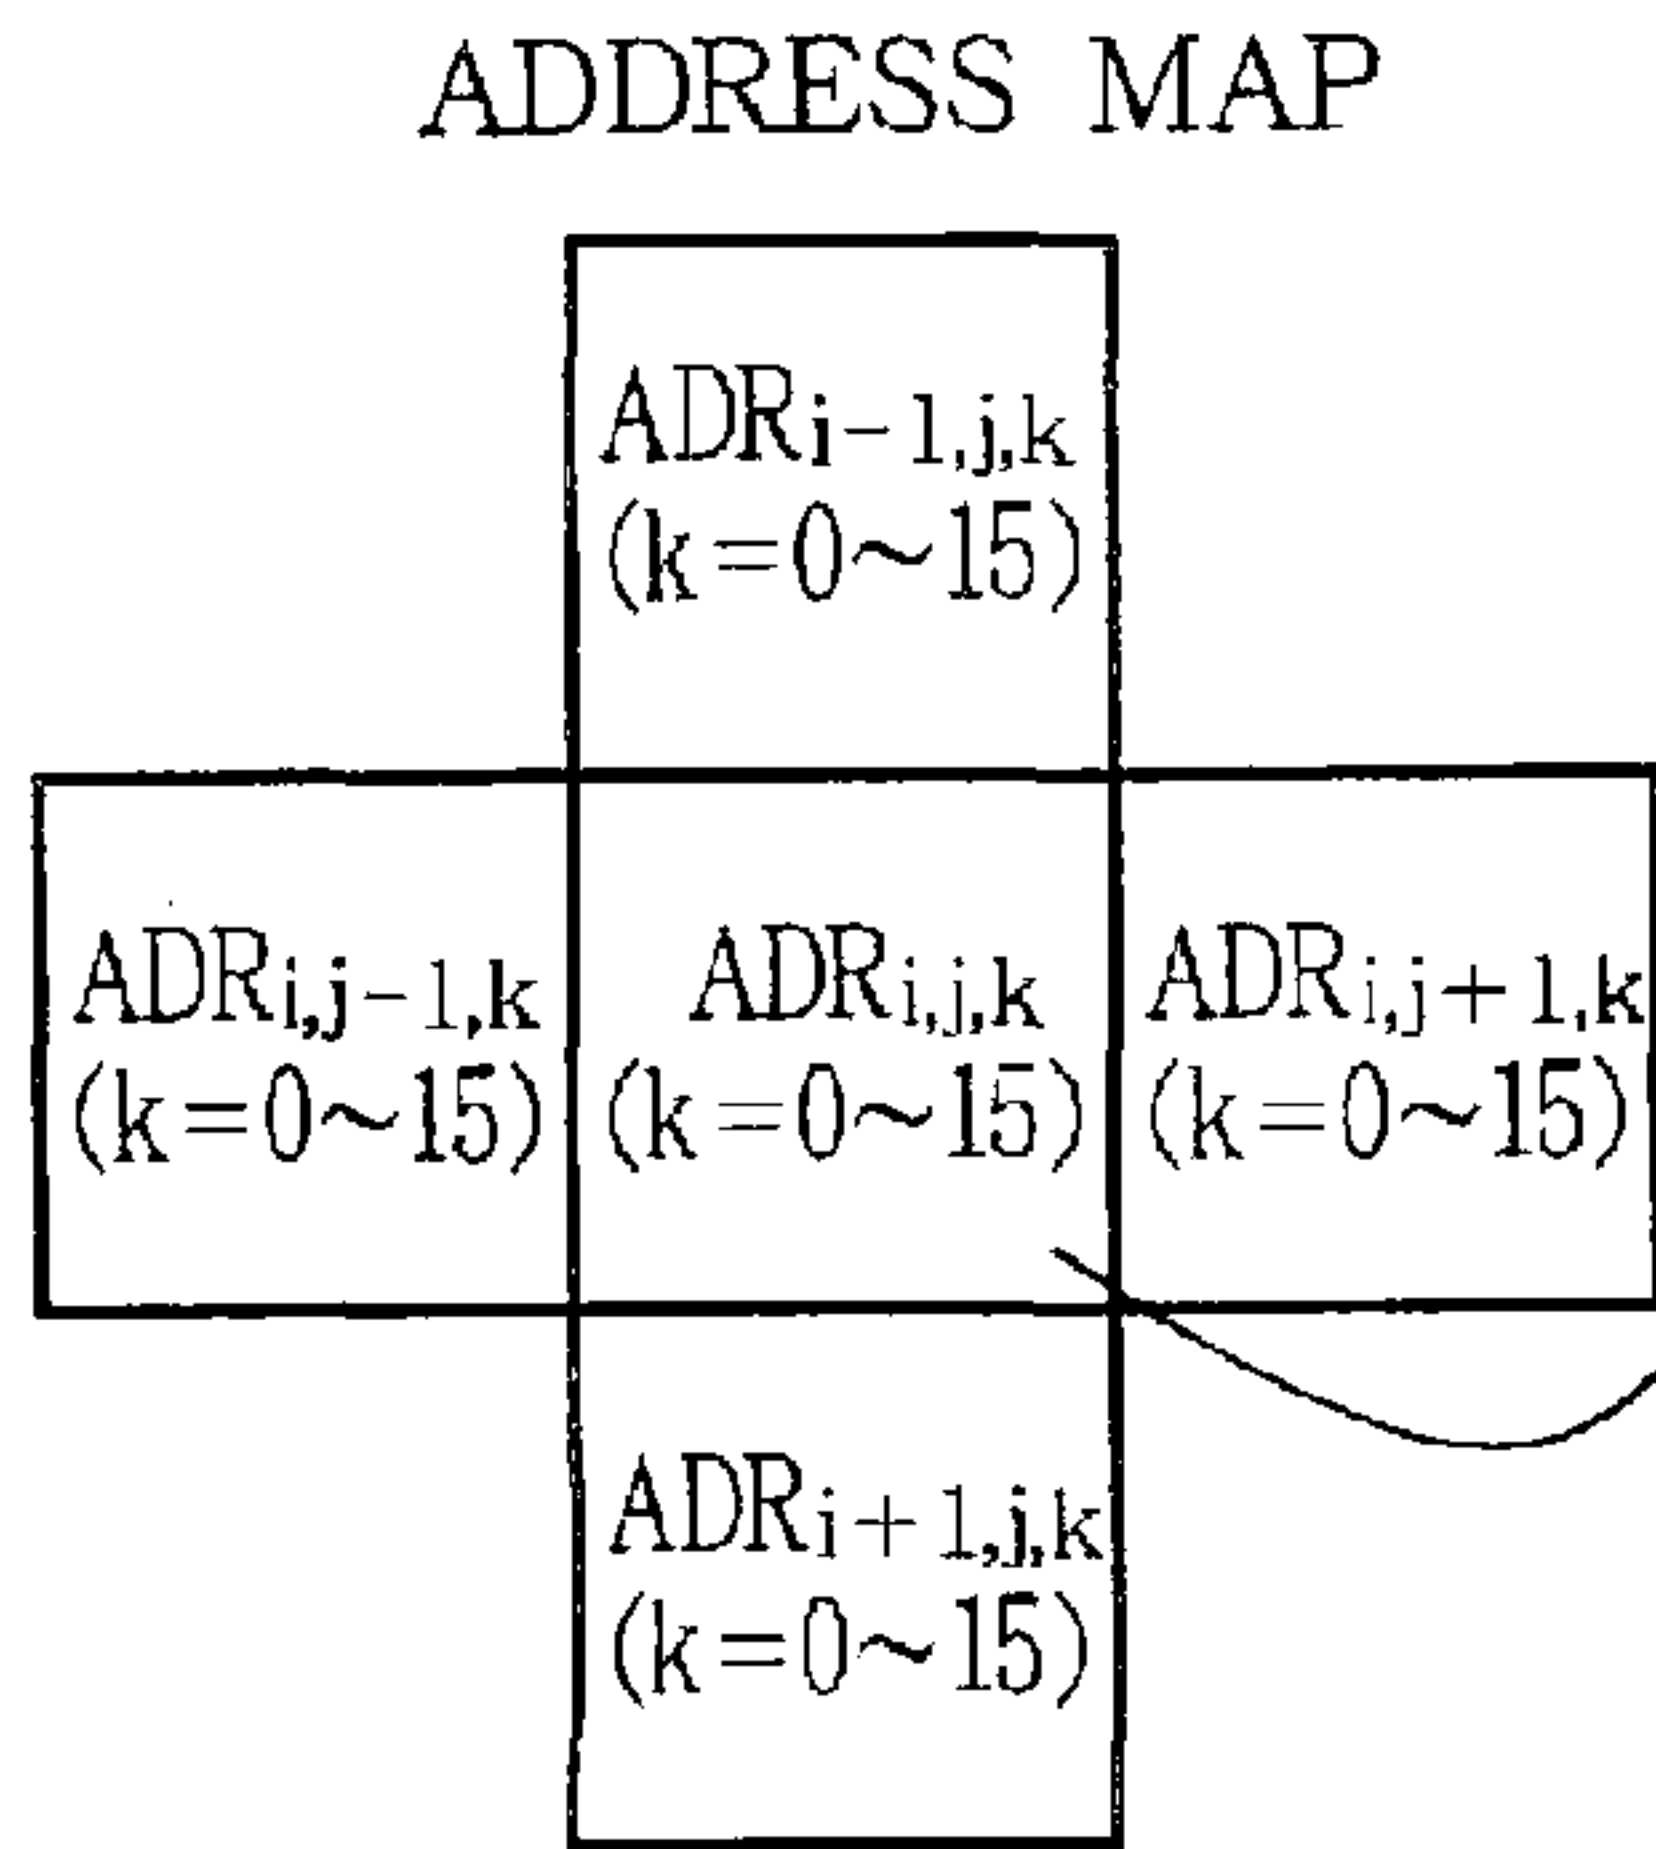 ADDRESS MAP
ADRi-1,j,k
(k=0~15)
ADRi,j-1,k
(k=0~15)
ADRi,j,k
(k=0~15)
ADRi,j+1,k
(k=0~15)
ADRi+1,j,k
(k=0~15)